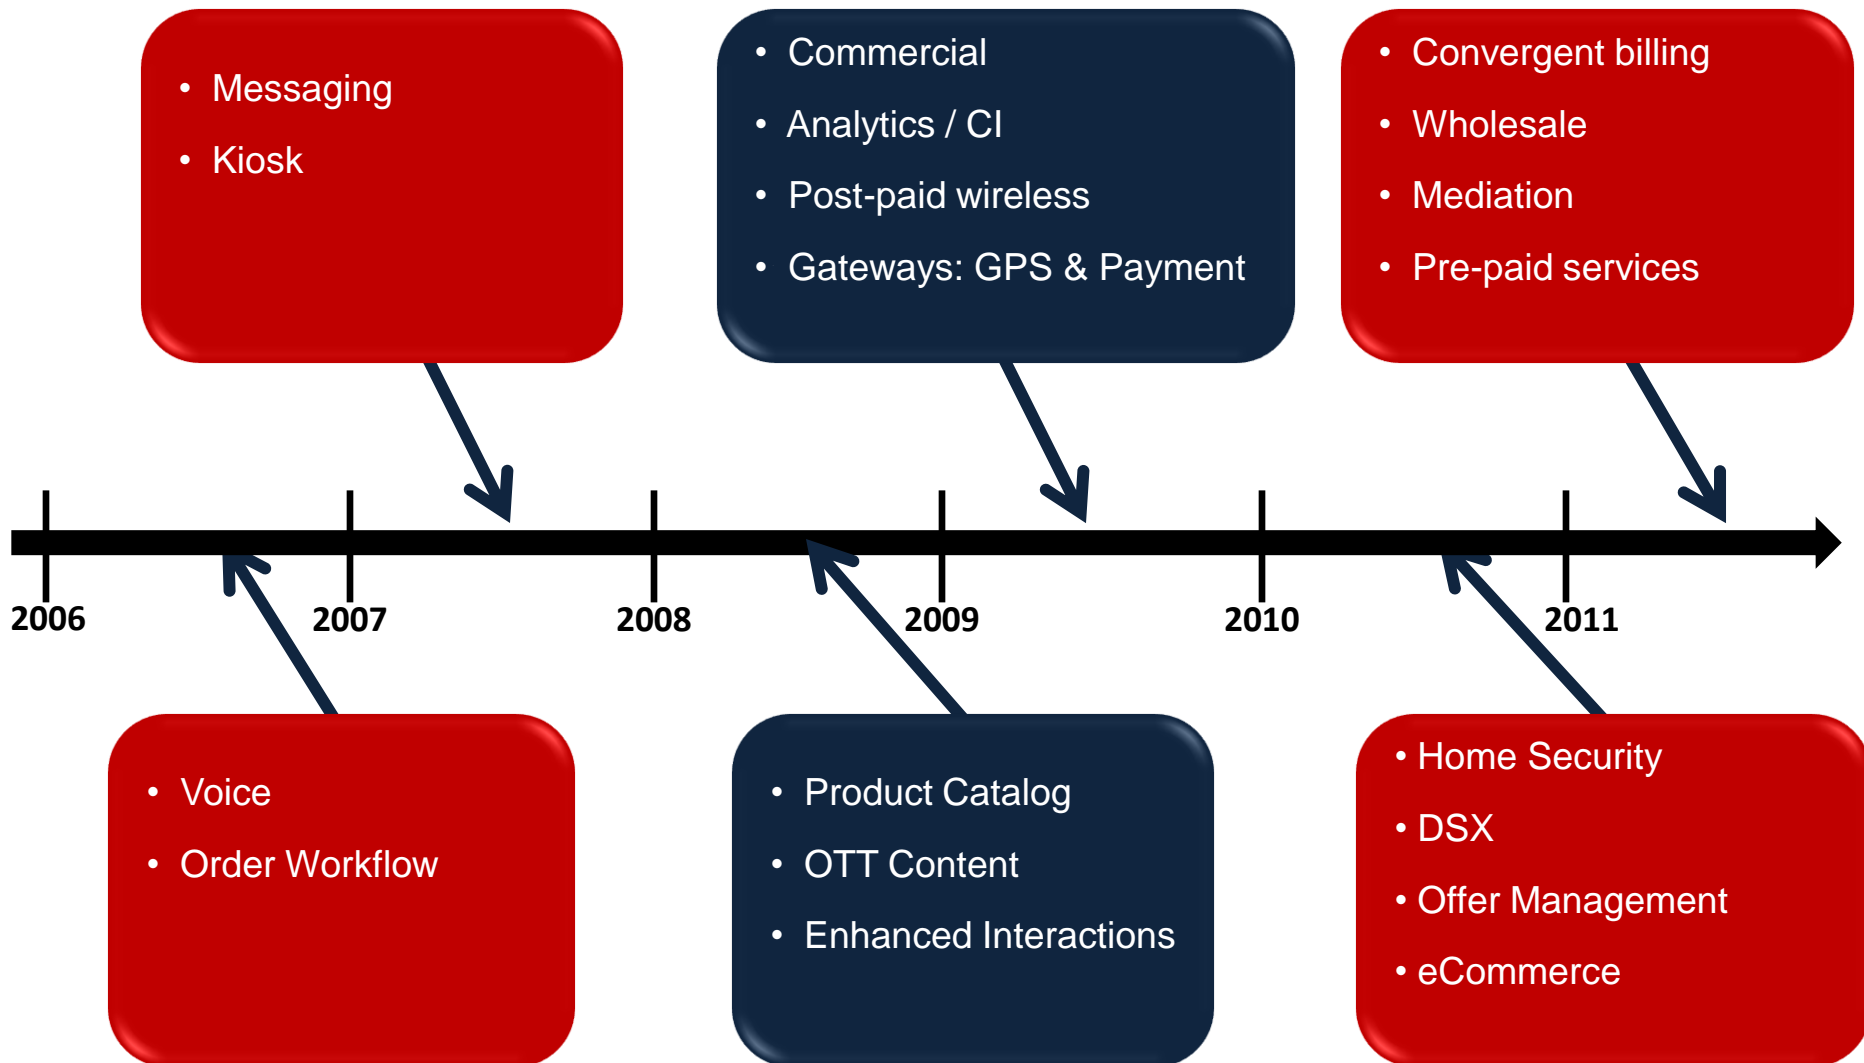 • Messaging
• Kiosk
• Commercial
• Analytics / CI
• Post-paid wireless
• Gateways: GPS & Payment
• Convergent billing
• Wholesale
• Mediation
• Pre-paid services
2006 2007 2008 2009 2010 2011
• Voice
• Order Workflow
• Product Catalog
• OTT Content
• Enhanced Interactions
• Home Security
• DSX
• Offer Management
• eCommerce